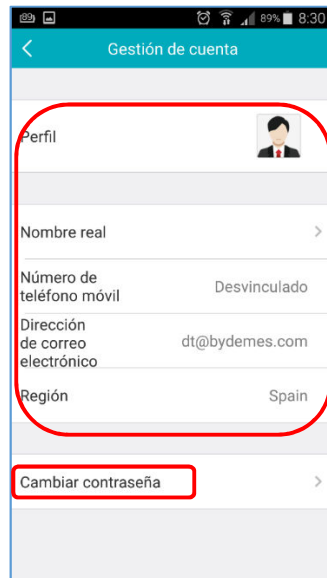 89 89% 8:30
Gestión de cuenta
Perfil
Nombre real
Número de
teléfono móvil Desvinculado
Dirección
de correo
electrónico dt@bydemes.com
Región Spain
Cambiar contraseña